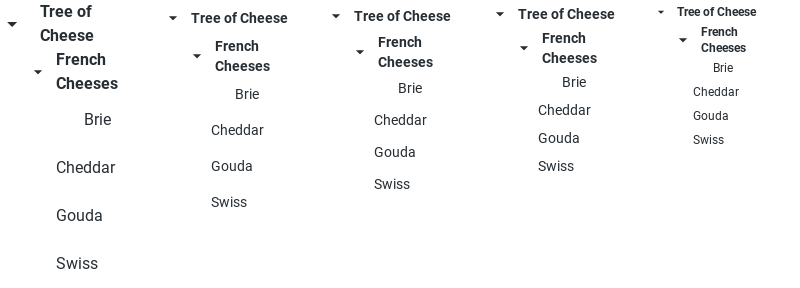 Tree of
Cheese
French
Cheeses
Brie
Cheddar
Gouda
Swiss
Tree of Cheese
French
Cheeses
Brie
Cheddar
Gouda
Swiss
Tree of Cheese
French
Cheeses
Brie
Cheddar
Gouda
Swiss
Tree of Cheese
French
Cheeses
Brie
Cheddar
Gouda
Swiss
Tree of Cheese
French
Cheeses
Brie
Cheddar
Gouda
Swiss